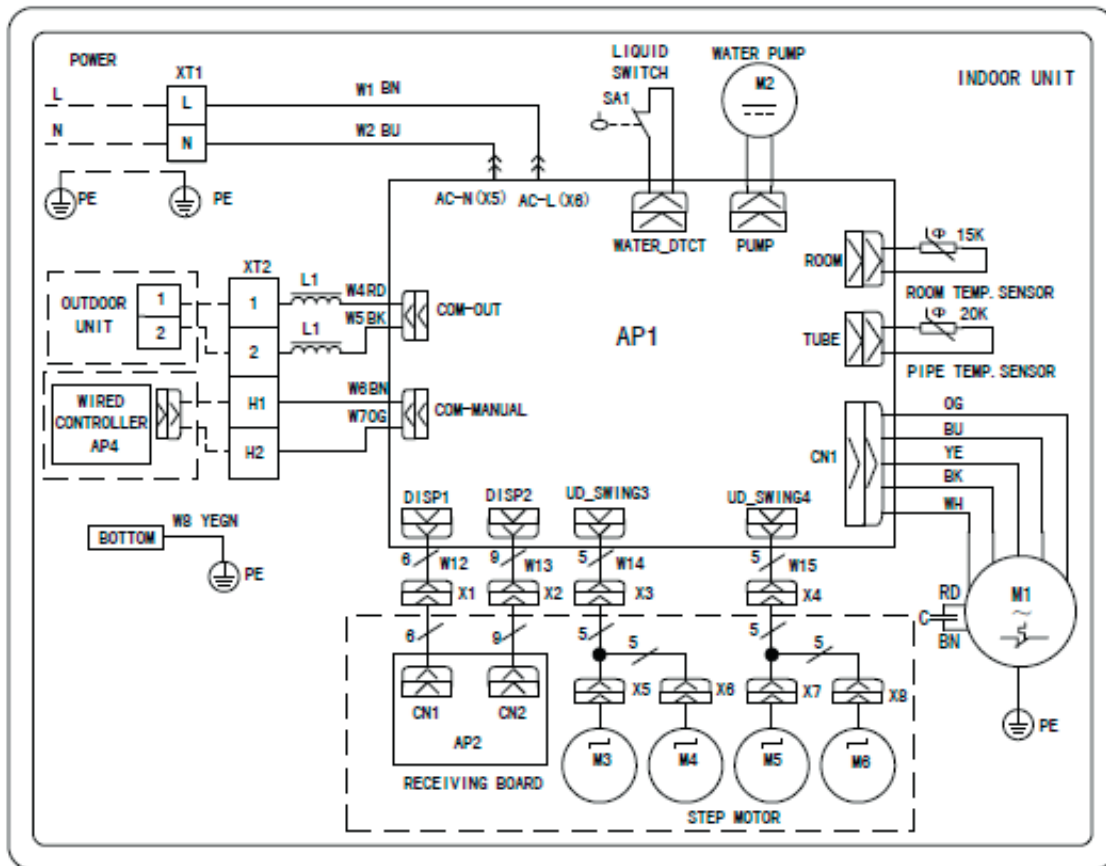 POWER
XT1
LIQUID
SWITCH
WATER PUMP
INDOOR UNIT
L
L
W1 BN
SA1
M2
N
N
W2 BU
PE
PE
AC-N(X5)
AC-L(X6)
WATER_DTCT
PUMP
ROOM
Φ 15K
ROOM TEMP. SENSOR
XT2
OUTDOOR
UNIT
1
2
1
2
L1
L1
W4RD
W5BK
COM-OUT
AP1
TUBE
Φ 20K
PIPE TEMP. SENSOR
WIRED
CONTROLLER
AP4
H1
H2
W6BN
W7OG
COM-MANUAL
CN1
OG
BU
YE
BK
WH
DISP1
DISP2
UD_SWING3
UD_SWING4
BOTTOM
W8 YEGN
PE
6
W12
9
W13
5
W14
5
W15
X1
X2
X3
X4
RD
C
BN
M1
~
6
9
5
5
5
5
CN1
CN2
X5
X6
X7
X8
PE
AP2
M3
M4
M5
M6
RECEIVING BOARD
STEP MOTOR